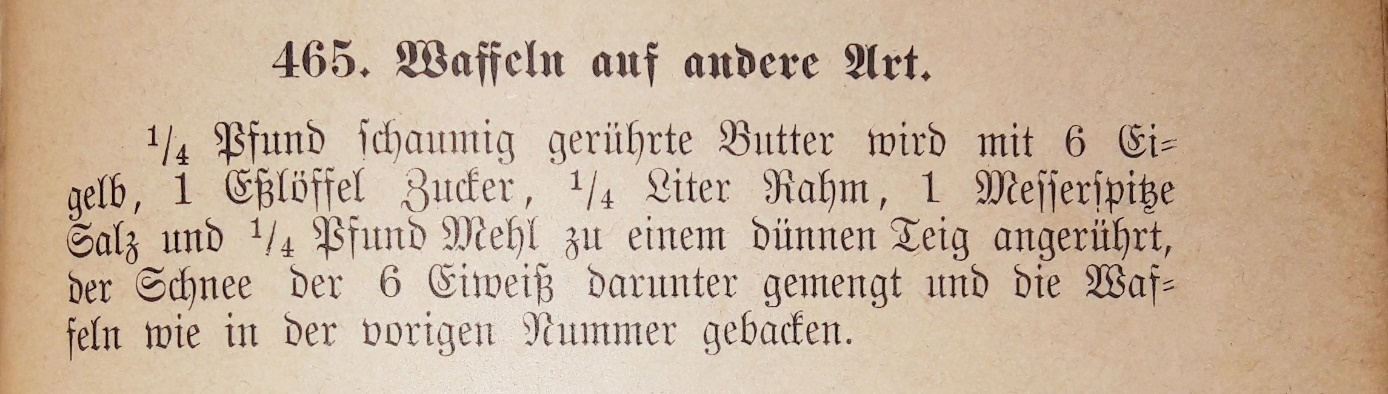 465. Waffeln auf andere Art.
1/4 Pfund schaumig gerührte Butter wird mit 6 Ei-
gelb, 1 Eßlöffel Zucker, 1/4 Liter Rahm, 1 Messerspitze
Salz und 1/4 Pfund Mehl zu einem dünnen Teig angerührt,
der Schnee der 6 Eiweiß darunter gemengt und die Waf-
feln wie in der vorigen Nummer gebacken.